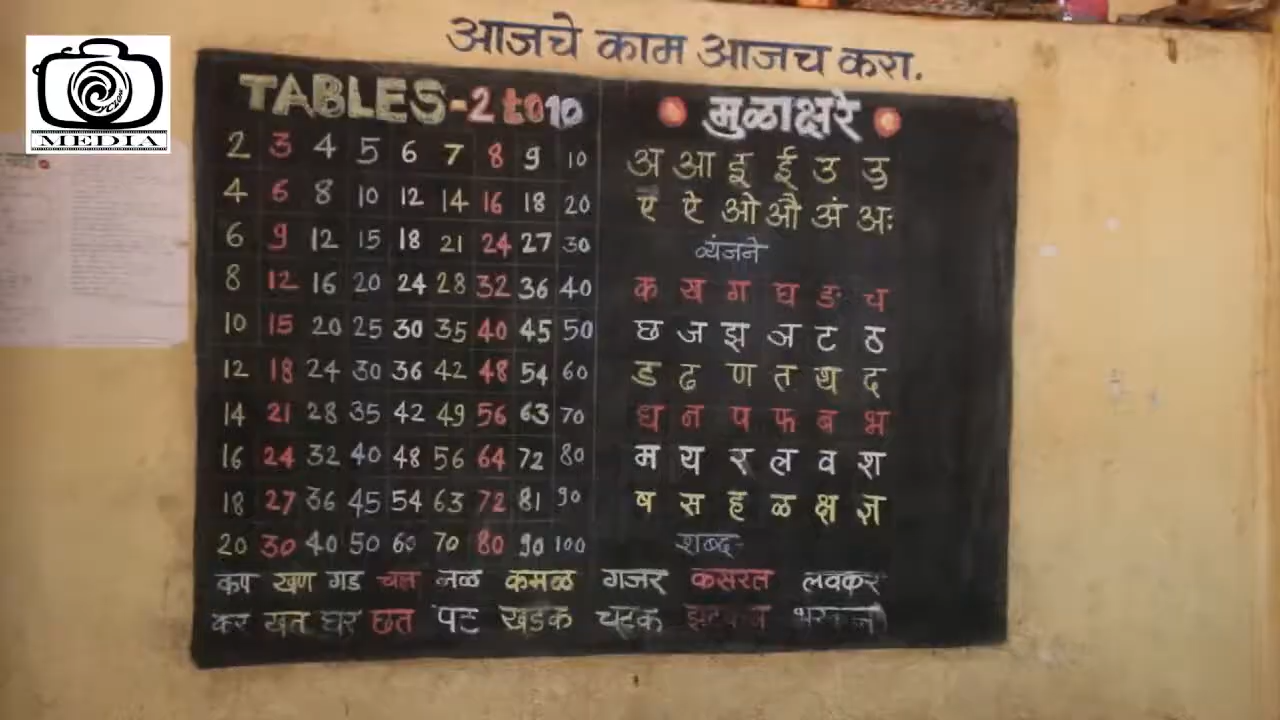 आजचे काम आजच करा.
MEDIA
TABLES-2 to 10
2 3 4 5 6 7 8 9 10
4 6 8 10 12 14 16 18 20
6 9 12 15 18 21 24 27 30
8 12 16 20 24 28 32 36 40
10 15 20 25 30 35 40 45 50
12 18 24 30 36 42 48 54 60
14 21 28 35 42 49 56 63 70
16 24 32 40 48 56 64 72 80
18 27 36 45 54 63 72 81 90
20 30 40 50 60 70 80 90 100
मुळाक्षरे
अ आ इ ई उ उ
ए ऐ ओ औ अं अः
व्यंजने
क ख ग घ ङ च
छ ज झ ञ ट ठ
ड ढ ण त थ द
ध न प फ ब भ
म य र ल व श
ष स ह ळ क्ष ज्ञ
शब्द-
कप खण गड नळ कमळ गजर कसरत लवकर
कर खत घर छत पट खडक चटक